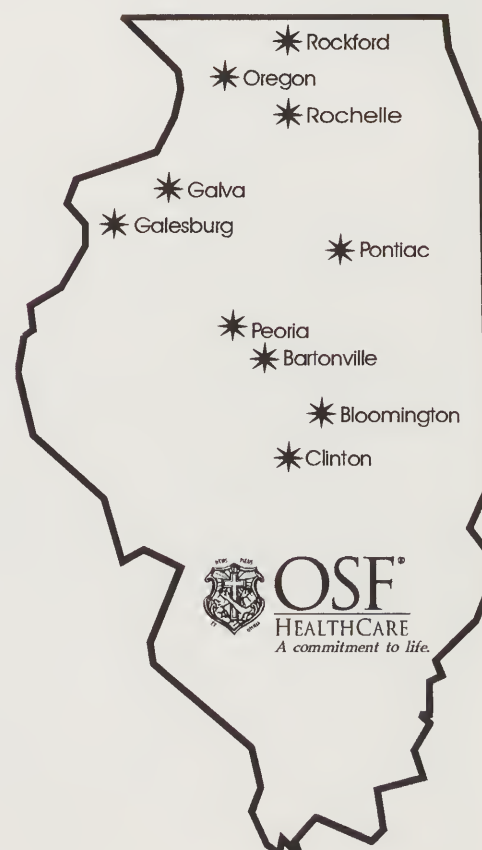 Rockford
Oregon
Rochelle
Galva
Galesburg
Pontiac
Peoria
Bartonville
Bloomington
Clinton
OSF®
HEALTHCARE
A commitment to life.